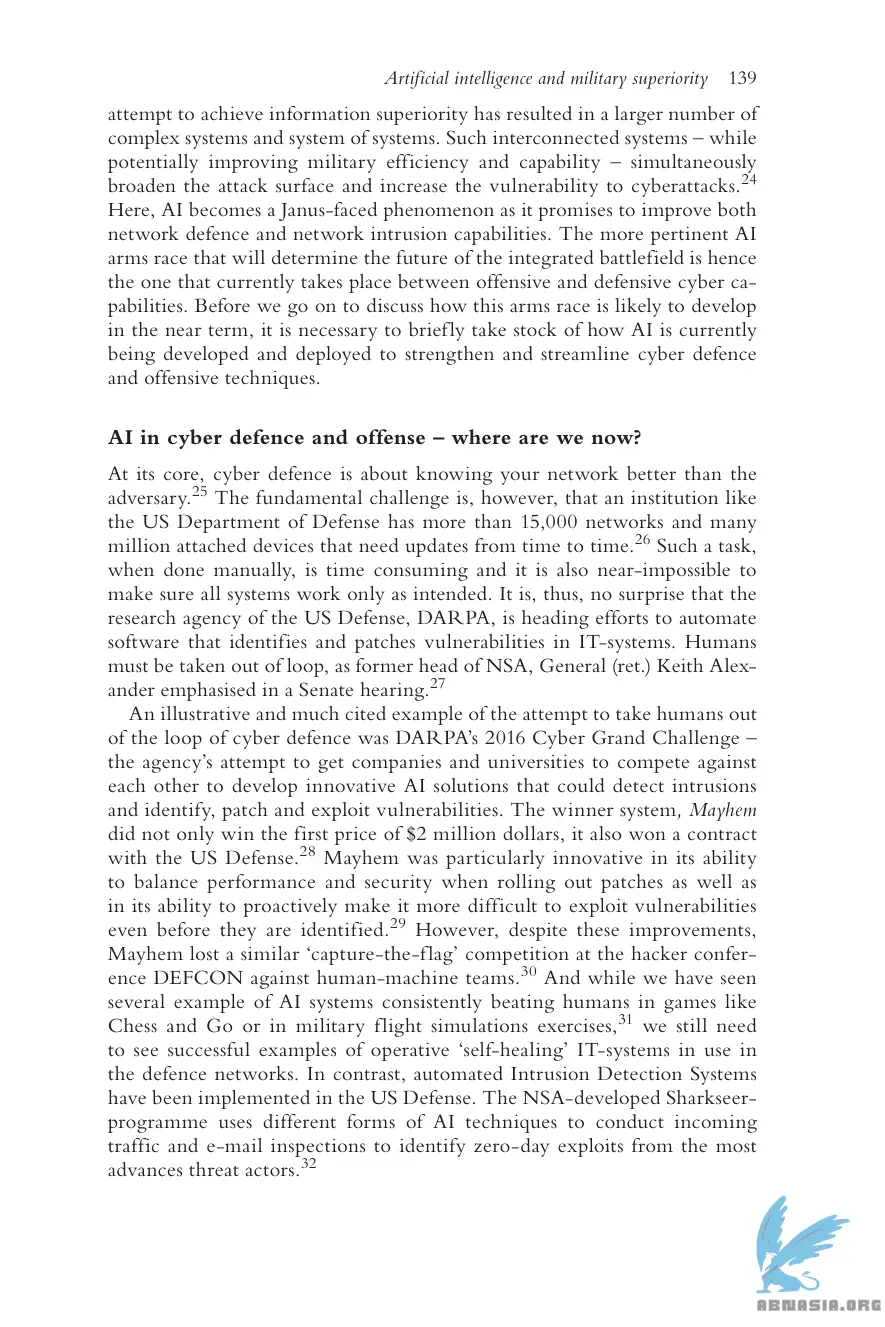 Artificial intelligence and military superiority 139
attempt to achieve information superiority has resulted in a larger number of
complex systems and system of systems. Such interconnected systems – while
potentially improving military efficiency and capability – simultaneously
broaden the attack surface and increase the vulnerability to cyberattacks.24
Here, AI becomes a Janus-faced phenomenon as it promises to improve both
network defence and network intrusion capabilities. The more pertinent AI
arms race that will determine the future of the integrated battlefield is hence
the one that currently takes place between offensive and defensive cyber ca-
pabilities. Before we go on to discuss how this arms race is likely to develop
in the near term, it is necessary to briefly take stock of how AI is currently
being developed and deployed to strengthen and streamline cyber defence
and offensive techniques.
AI in cyber defence and offense – where are we now?
At its core, cyber defence is about knowing your network better than the
adversary.25 The fundamental challenge is, however, that an institution like
the US Department of Defense has more than 15,000 networks and many
million attached devices that need updates from time to time.26 Such a task,
when done manually, is time consuming and it is also near-impossible to
make sure all systems work only as intended. It is, thus, no surprise that the
research agency of the US Defense, DARPA, is heading efforts to automate
software that identifies and patches vulnerabilities in IT-systems. Humans
must be taken out of loop, as former head of NSA, General (ret.) Keith Alex-
ander emphasised in a Senate hearing.27
An illustrative and much cited example of the attempt to take humans out
of the loop of cyber defence was DARPA's 2016 Cyber Grand Challenge –
the agency's attempt to get companies and universities to compete against
each other to develop innovative AI solutions that could detect intrusions
and identify, patch and exploit vulnerabilities. The winner system, Mayhem
did not only win the first price of $2 million dollars, it also won a contract
with the US Defense.28 Mayhem was particularly innovative in its ability
to balance performance and security when rolling out patches as well as
in its ability to proactively make it more difficult to exploit vulnerabilities
even before they are identified.29 However, despite these improvements,
Mayhem lost a similar 'capture-the-flag' competition at the hacker confer-
ence DEFCON against human-machine teams.30 And while we have seen
several example of AI systems consistently beating humans in games like
Chess and Go or in military flight simulations exercises,31 we still need
to see successful examples of operative 'self-healing' IT-systems in use in
the defence networks. In contrast, automated Intrusion Detection Systems
have been implemented in the US Defense. The NSA-developed Sharkseer-
programme uses different forms of AI techniques to conduct incoming
traffic and e-mail inspections to identify zero-day exploits from the most
advances threat actors.32
ABNASIA.ORG